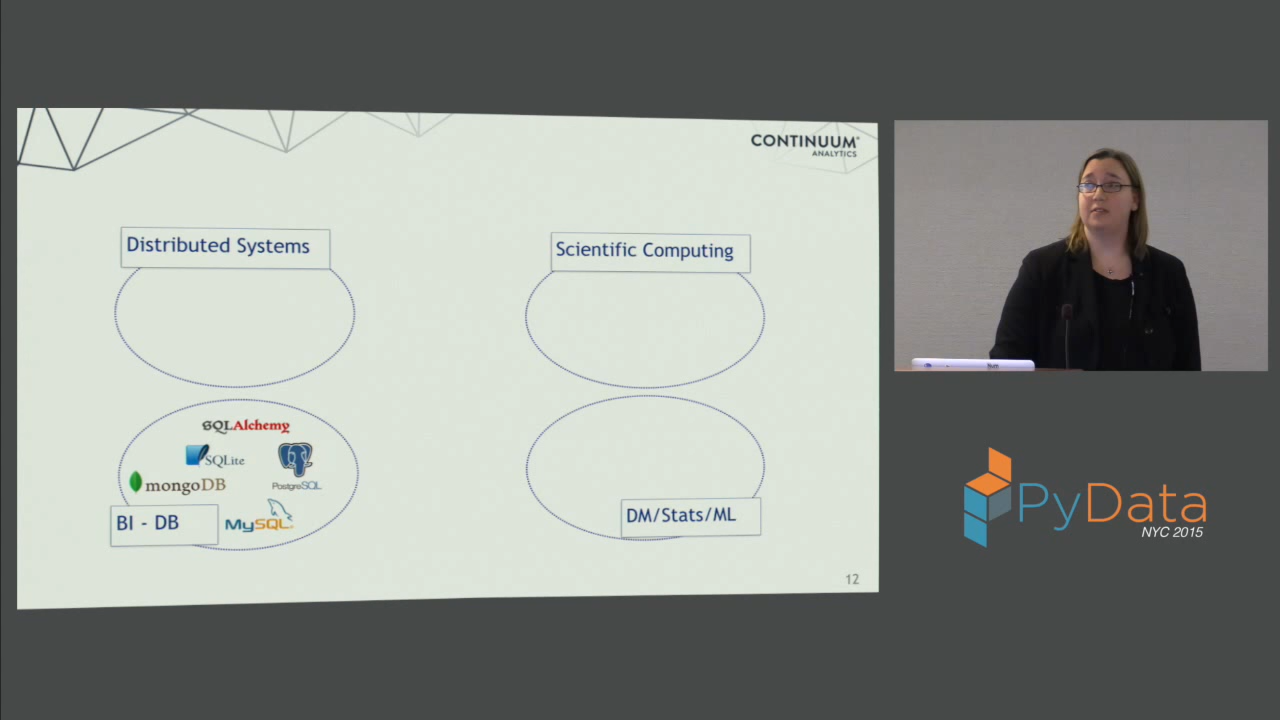 CONTINUUM
ANALYTICS
Distributed Systems
Scientific Computing
SQLAlchemy
SQLite
PostgreSQL
mongoDB
BI - DB
MySQL
DM/Stats/ML
12
PyData
NYC 2015